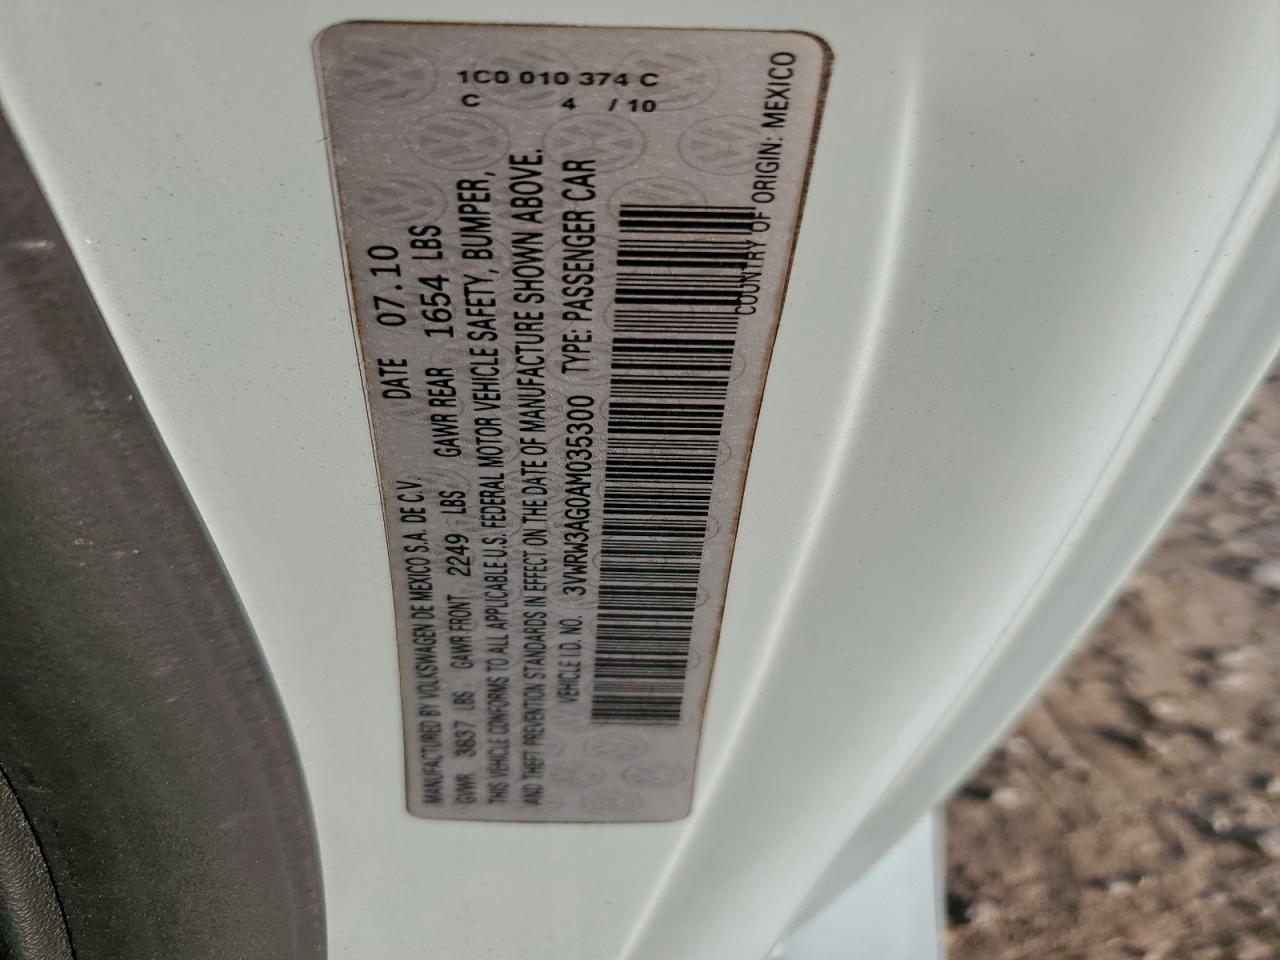 1C0 010 374 C
C 4 / 10
MANUFACTURED BY VOLKSWAGEN DE MEXICO S.A. DE C.V. DATE 07.10
GVWR 3637 LBS GAWR FRONT 2249 LBS GAWR REAR 1654 LBS
THIS VEHICLE CONFORMS TO ALL APPLICABLE U.S. FEDERAL MOTOR VEHICLE SAFETY, BUMPER,
AND THEFT PREVENTION STANDARDS IN EFFECT ON THE DATE OF MANUFACTURE SHOWN ABOVE.
VEHICLE I.D. NO. 3VWRW3AG0AM035300 TYPE: PASSENGER CAR
COUNTRY OF ORIGIN: MEXICO